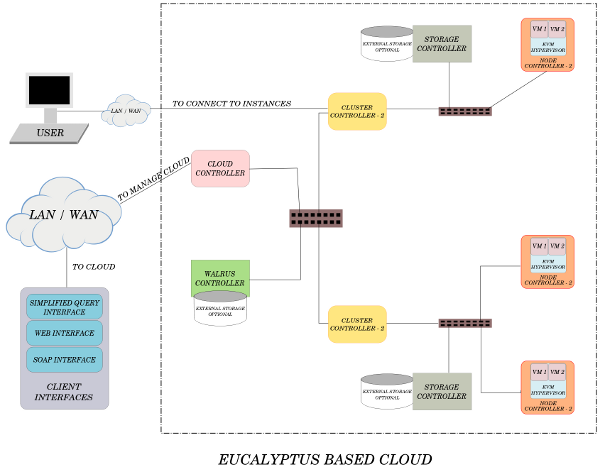 EXTERNAL STORAGE
OPTIONAL
STORAGE
CONTROLLER
VM 1
VM 2
KVM
HYPERVISOR
NODE
CONTROLLER - 2
USER
LAN / WAN
TO CONNECT TO INSTANCES
CLUSTER
CONTROLLER - 2
TO MANAGE CLOUD
CLOUD
CONTROLLER
LAN / WAN
TO CLOUD
SIMPLIFIED QUERY
INTERFACE
WEB INTERFACE
SOAP INTERFACE
CLIENT
INTERFACES
WALRUS
CONTROLLER
EXTERNAL STORAGE
OPTIONAL
CLUSTER
CONTROLLER - 2
VM 1
VM 2
KVM
HYPERVISOR
NODE
CONTROLLER - 2
EXTERNAL STORAGE
OPTIONAL
STORAGE
CONTROLLER
VM 1
VM 2
KVM
HYPERVISOR
NODE
CONTROLLER - 2
EUCALYPTUS BASED CLOUD